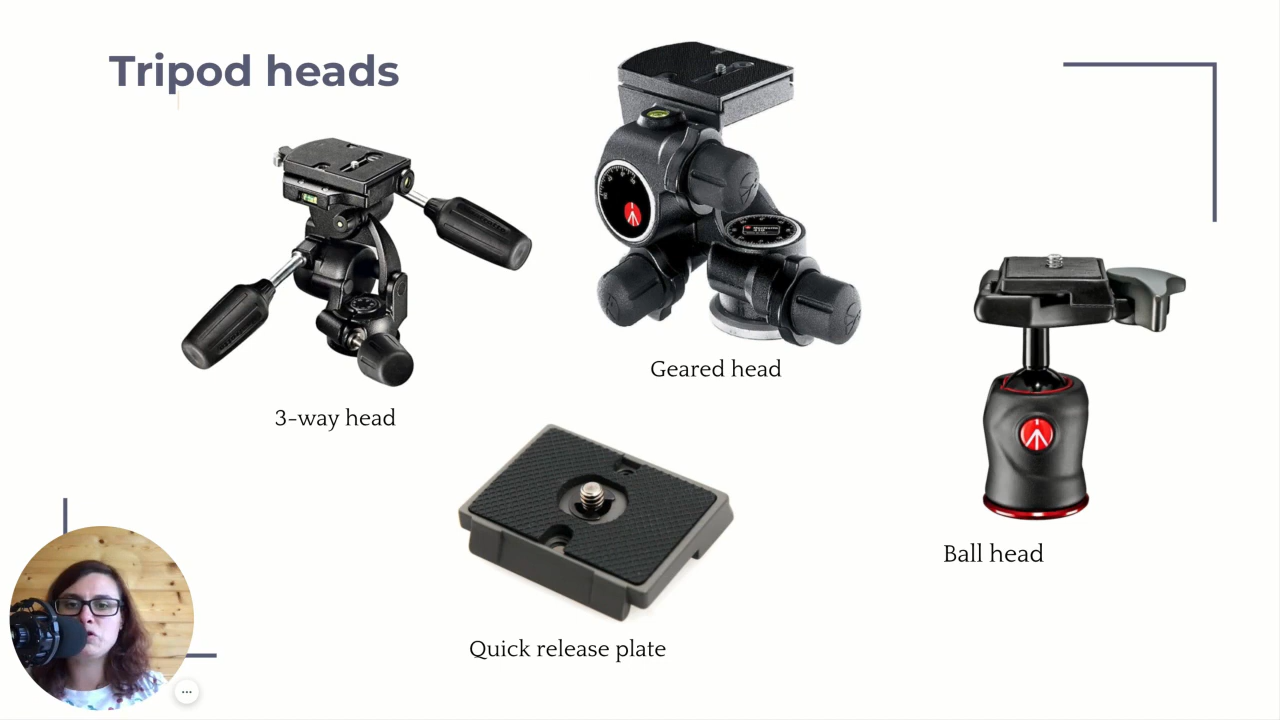 Tripod heads
3-way head
Geared head
Ball head
Quick release plate